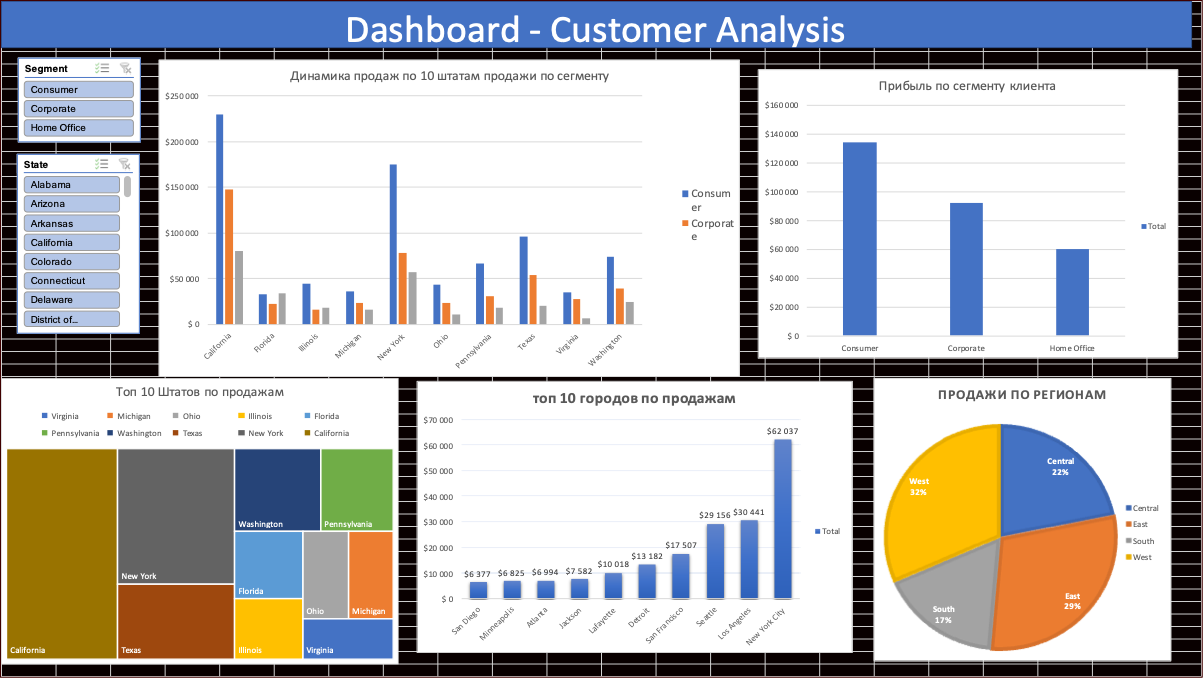 Dashboard - Customer Analysis
Segment
Consumer
Corporate
Home Office
State
Alabama
Arizona
Arkansas
California
Colorado
Connecticut
Delaware
District of...
Динамика продаж по 10 штатам продажи по сегменту
$250 000
$200 000
$150 000
$100 000
$50 000
$ 0
California
Florida
Illinois
Michigan
New York
Ohio
Pennsylvania
Texas
Virginia
Washington
Consum
er
Corporat
e
Прибыль по сегменту клиента
$160 000
$140 000
$120 000
$100 000
$80 000
$60 000
$40 000
$20 000
$ 0
Consumer
Corporate
Home Office
Total
Топ 10 Штатов по продажам
Virginia Michigan Ohio Illinois Florida
Pennsylvania Washington Texas New York California
California
New York
Texas
Washington
Pennsylvania
Florida
Ohio
Michigan
Illinois
Virginia
топ 10 городов по продажам
$70 000
$60 000
$50 000
$40 000
$30 000
$20 000
$10 000
$ 0
$6 377
$6 825
$6 994
$7 582
$10 018
$13 182
$17 507
$29 156
$30 441
$62 037
San Diego
Minneapolis
Atlanta
Jackson
Lafayette
Detroit
San Francisco
Seattle
Los Angeles
New York City
Total
ПРОДАЖИ ПО РЕГИОНАМ
Central
22%
East
29%
South
17%
West
32%
Central
East
South
West